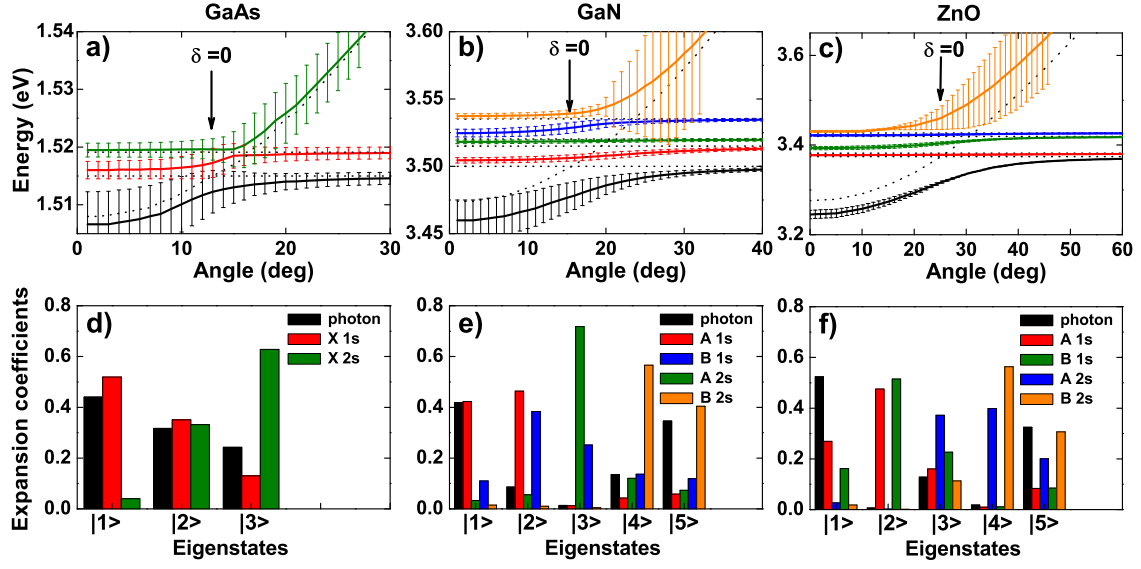 GaAs
a)
δ =0
1.54
1.53
1.52
1.51
Energy (eV)
0 10 20 30
Angle (deg)
GaN
b)
δ =0
3.60
3.55
3.50
3.45
0 10 20 30 40
Angle (deg)
ZnO
c)
δ =0
3.6
3.4
3.2
0 10 20 30 40 50 60
Angle (deg)
d)
photon
X 1s
X 2s
0.8
0.6
0.4
0.2
0.0
Expansion coefficients
|1> |2> |3>
Eigenstates
e)
photon
A 1s
B 1s
A 2s
B 2s
0.8
0.6
0.4
0.2
0.0
|1> |2> |3> |4> |5>
Eigenstates
f)
photon
A 1s
B 1s
A 2s
B 2s
0.8
0.6
0.4
0.2
0.0
|1> |2> |3> |4> |5>
Eigenstates